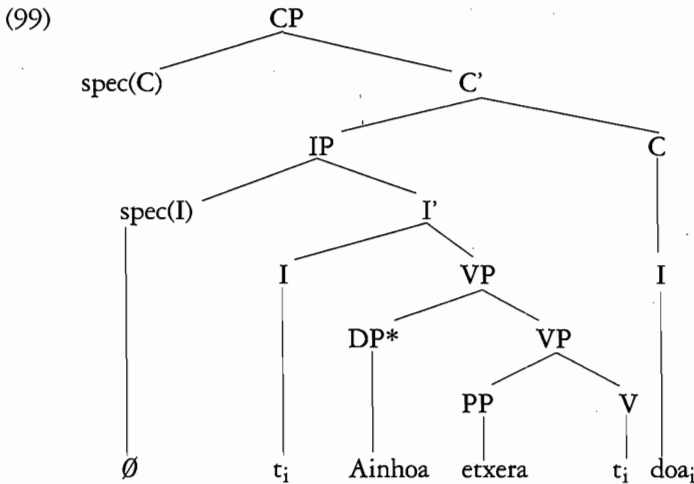 (99) CP
spec(C) C'
IP C
spec(I) I'
I VP I
DP* VP
PP V
Ø tᵢ Ainhoa etxera tᵢ doaᵢ